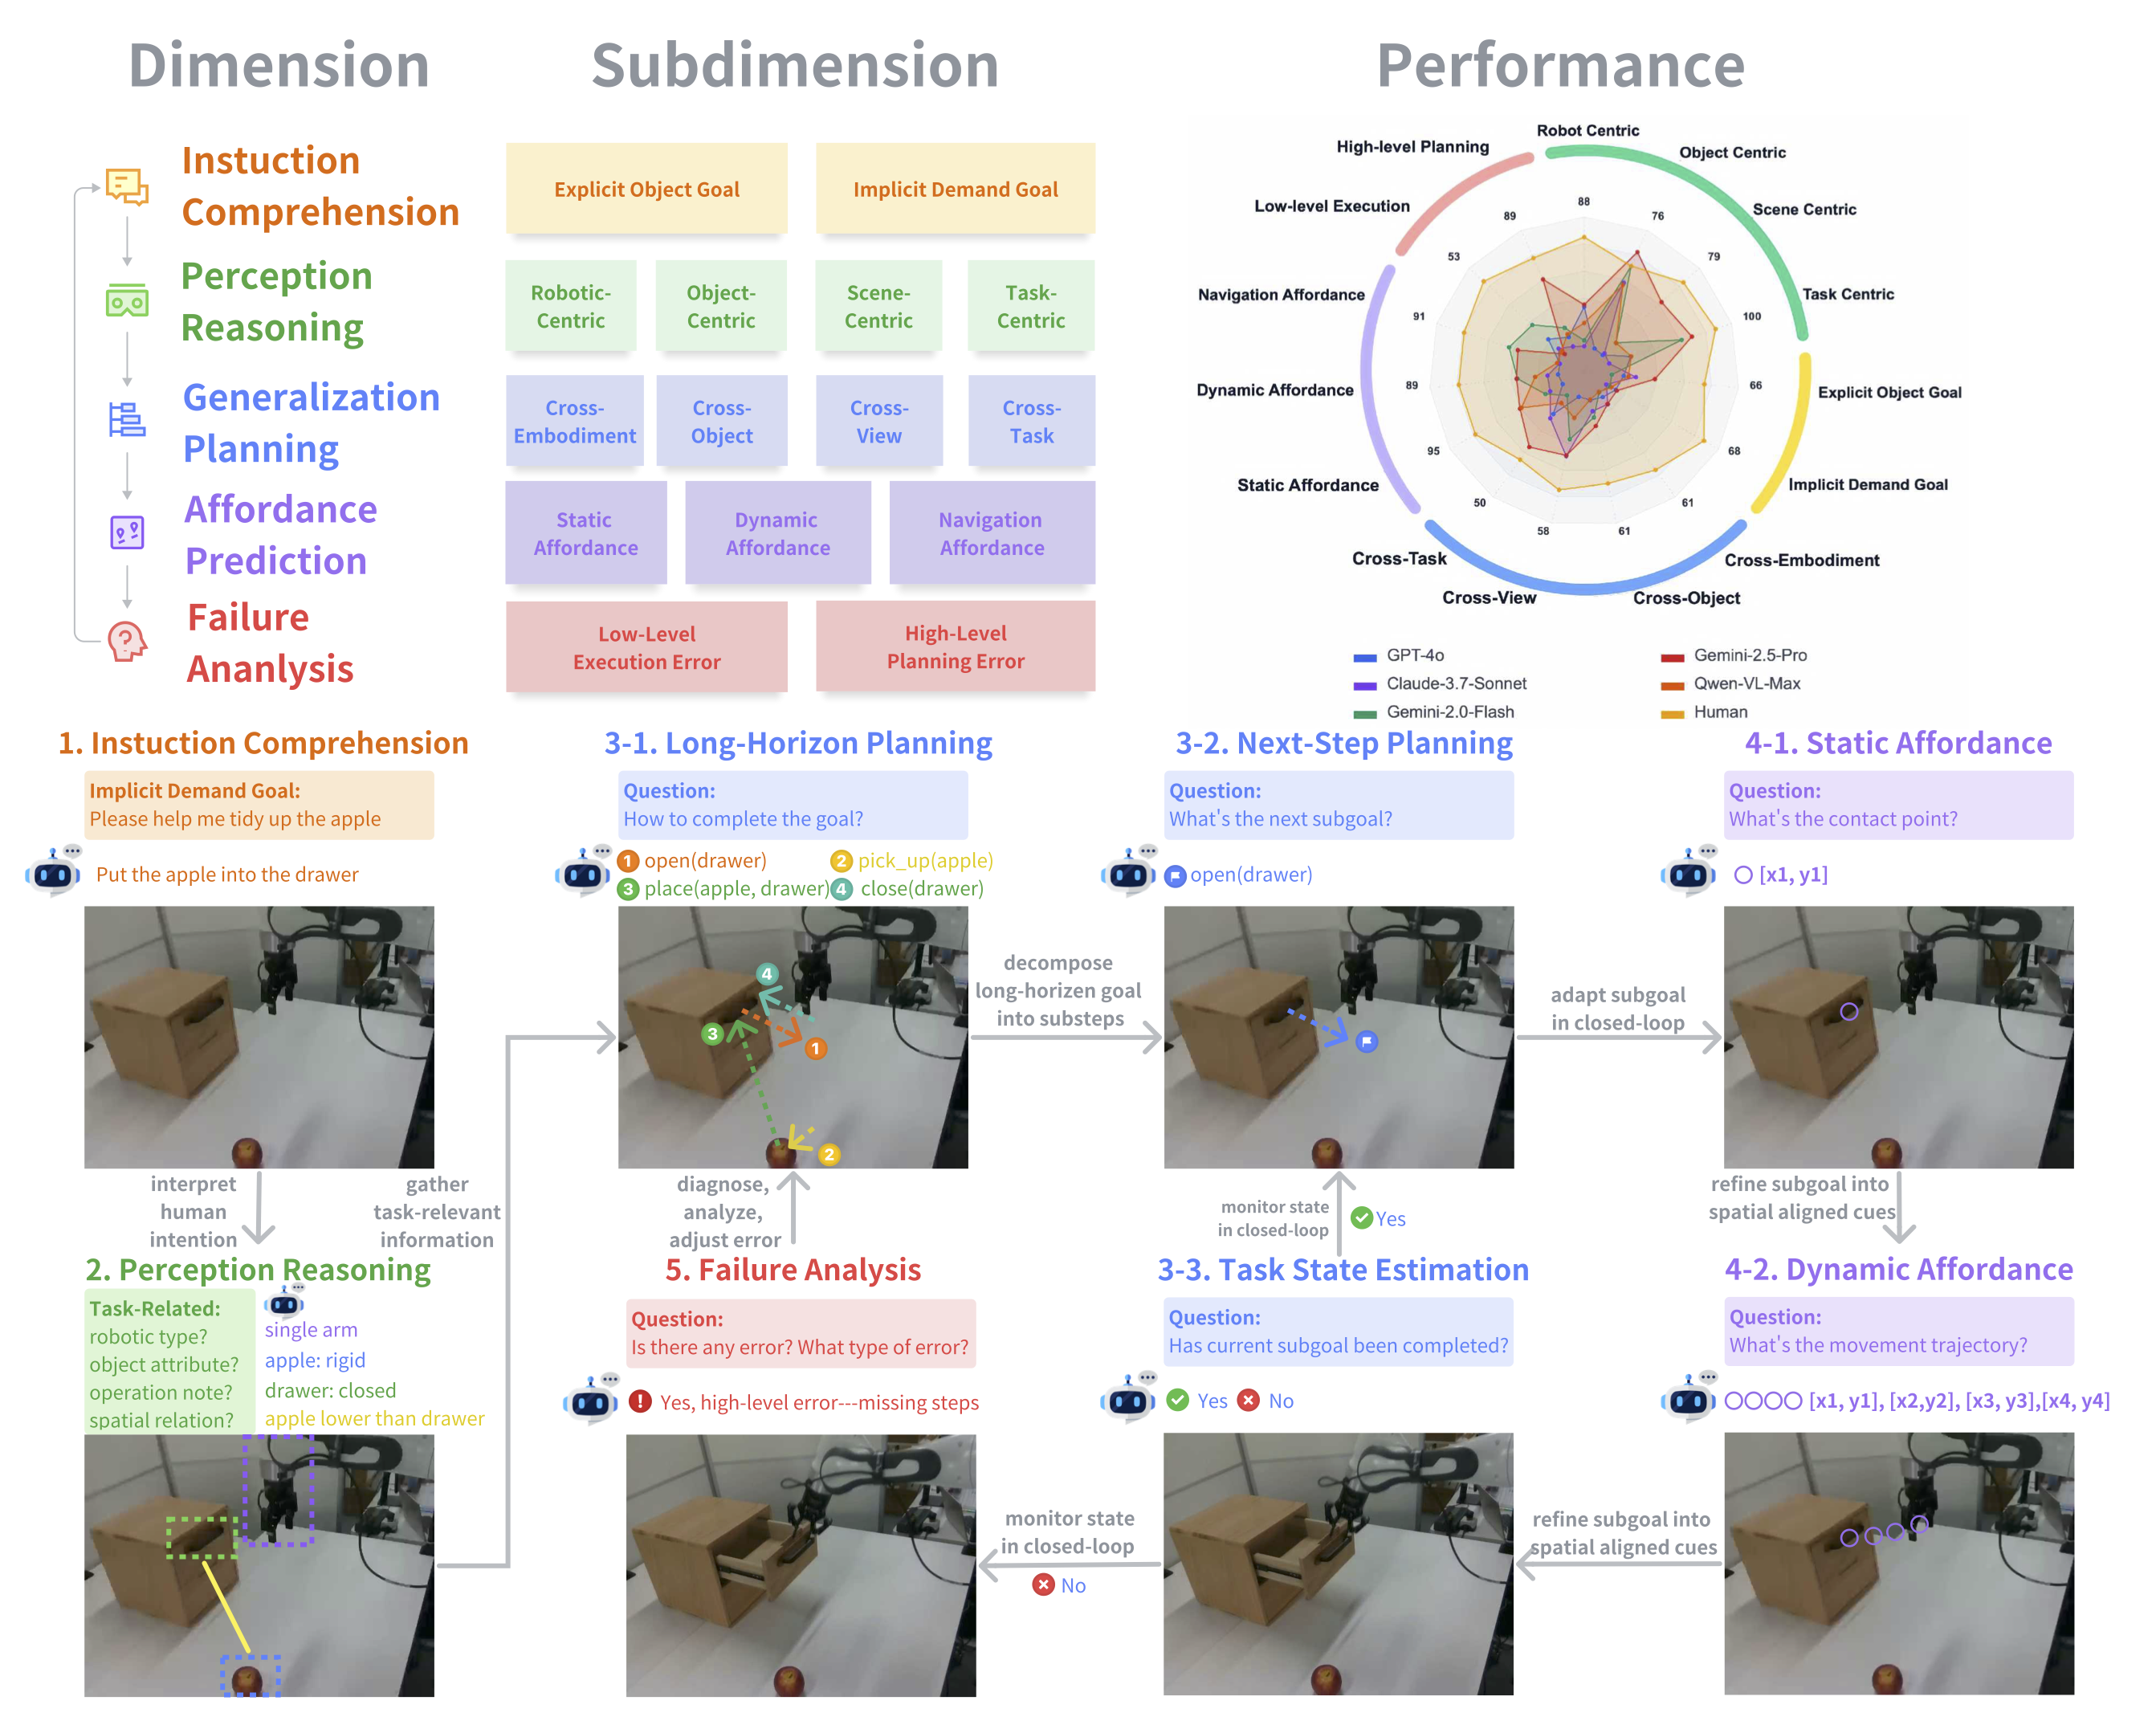 Dimension
Subdimension
Performance
Instuction
Comprehension
Perception
Reasoning
Generalization
Planning
Affordance
Prediction
Failure
Ananlysis
Explicit Object Goal
Implicit Demand Goal
Robotic-
Centric
Object-
Centric
Scene-
Centric
Task-
Centric
Cross-
Embodiment
Cross-
Object
Cross-
View
Cross-
Task
Static
Affordance
Dynamic
Affordance
Navigation
Affordance
Low-Level
Execution Error
High-Level
Planning Error
Robot Centric
Object Centric
Scene Centric
Task Centric
Explicit Object Goal
Implicit Demand Goal
Cross-Embodiment
Cross-Object
Cross-View
Cross-Task
Static Affordance
Dynamic Affordance
Navigation Affordance
Low-level Execution
High-level Planning
88
76
79
100
66
68
61
61
58
50
95
89
91
53
89
GPT-4o
Claude-3.7-Sonnet
Gemini-2.0-Flash
Gemini-2.5-Pro
Qwen-VL-Max
Human
1. Instuction Comprehension
Implicit Demand Goal:
Please help me tidy up the apple
Put the apple into the drawer
interpret
human
intention
gather
task-relevant
information
2. Perception Reasoning
Task-Related:
robotic type?
object attribute?
operation note?
spatial relation?
single arm
apple: rigid
drawer: closed
apple lower than drawer
3-1. Long-Horizon Planning
Question:
How to complete the goal?
1 open(drawer)
2 pick_up(apple)
3 place(apple, drawer)
4 close(drawer)
4
3
1
2
decompose
long-horizen goal
into substeps
3-2. Next-Step Planning
Question:
What's the next subgoal?
open(drawer)
adapt subgoal
in closed-loop
4-1. Static Affordance
Question:
What's the contact point?
[x1, y1]
refine subgoal into
spatial aligned cues
4-2. Dynamic Affordance
Question:
What's the movement trajectory?
[x1, y1], [x2,y2], [x3, y3],[x4, y4]
refine subgoal into
spatial aligned cues
3-3. Task State Estimation
Question:
Has current subgoal been completed?
Yes
No
monitor state
in closed-loop
Yes
monitor state
in closed-loop
No
5. Failure Analysis
Question:
Is there any error? What type of error?
Yes, high-level error---missing steps
diagnose,
analyze,
adjust error